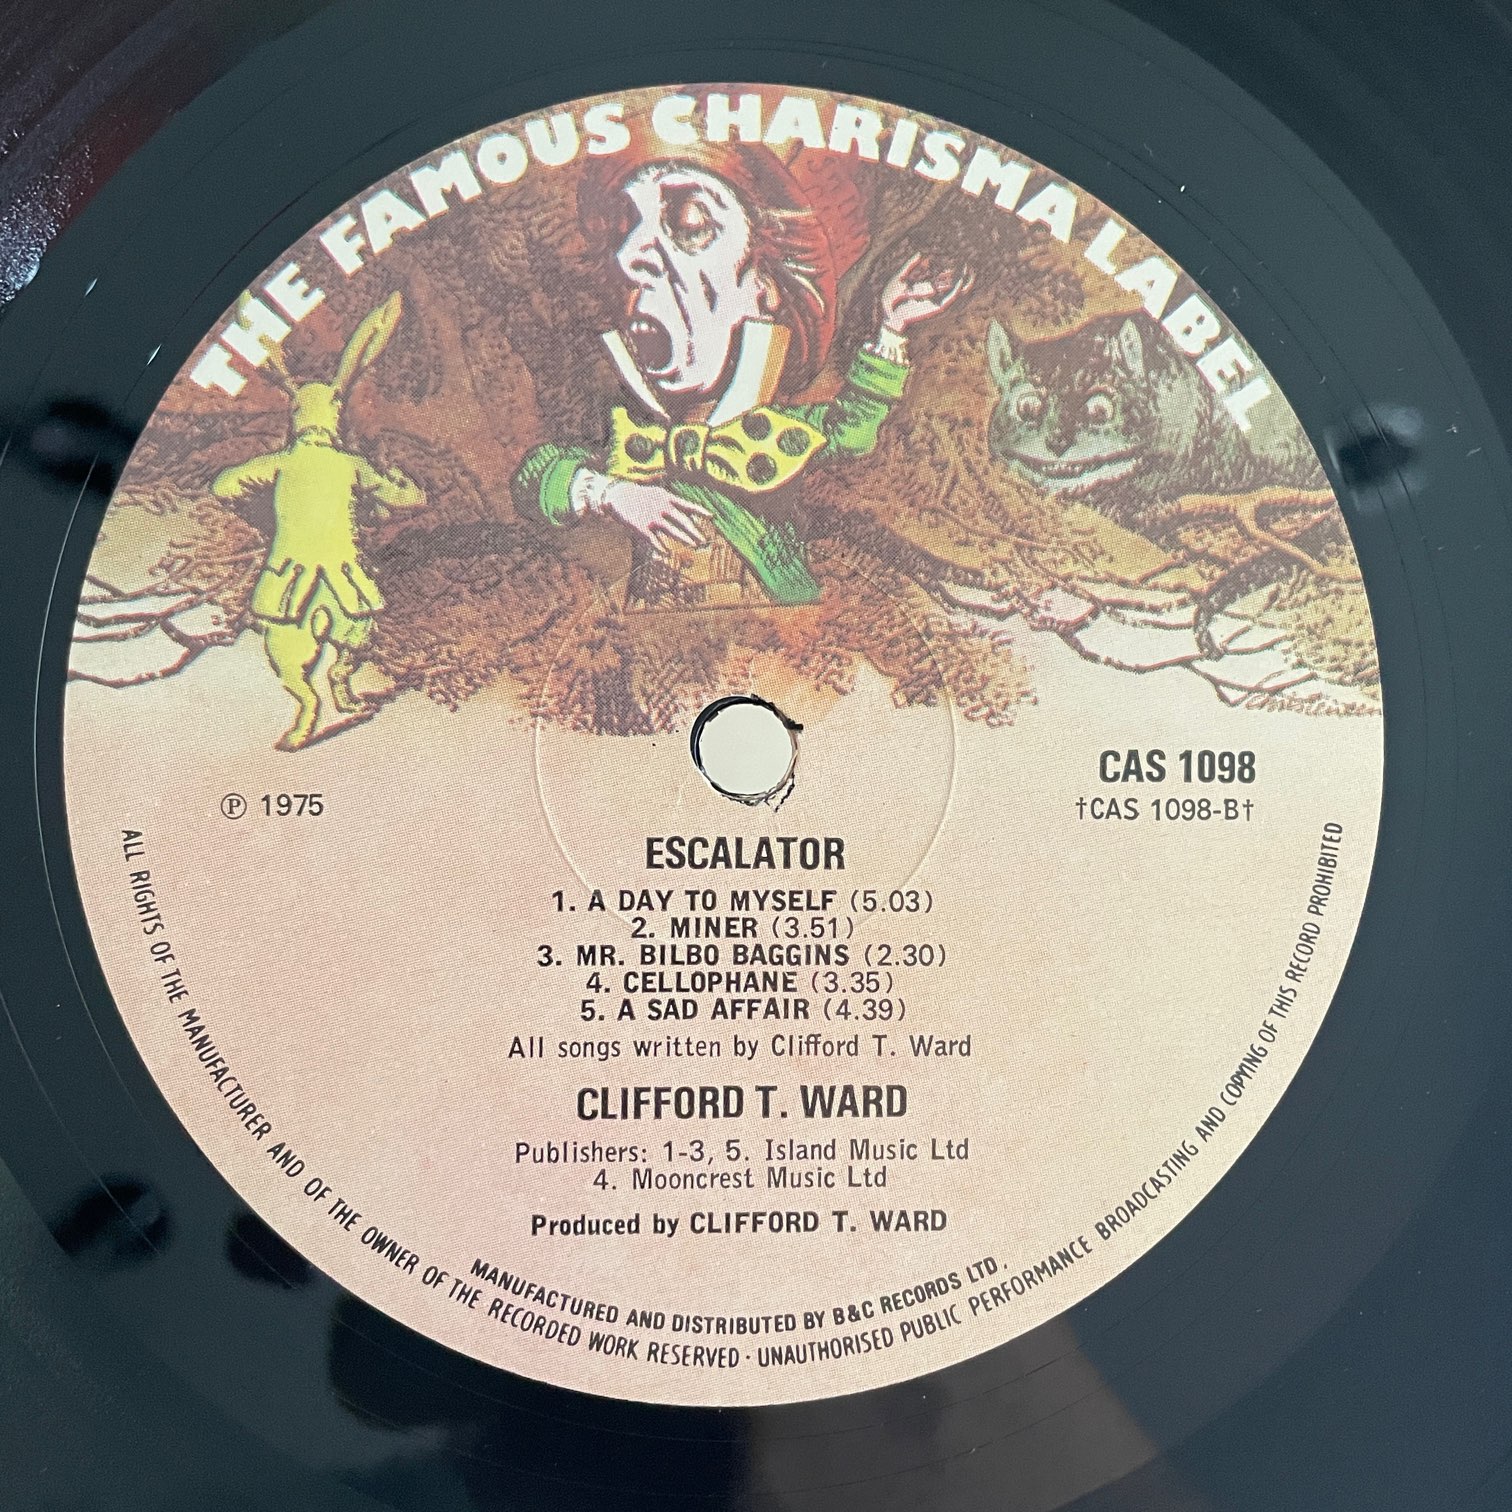 THE FAMOUS CHARISMA LABEL
Christensen
℗ 1975
CAS 1098
†CAS 1098-B†
ESCALATOR
1. A DAY TO MYSELF (5.03)
2. MINER (3.51)
3. MR. BILBO BAGGINS (2.30)
4. CELLOPHANE (3.35)
5. A SAD AFFAIR (4.39)
All songs written by Clifford T. Ward
CLIFFORD T. WARD
Publishers: 1-3, 5. Island Music Ltd
4. Mooncrest Music Ltd
Produced by CLIFFORD T. WARD
MANUFACTURED AND DISTRIBUTED BY B&C RECORDS LTD.
ALL RIGHTS OF THE MANUFACTURER AND OF THE OWNER OF THE RECORDED WORK RESERVED · UNAUTHORISED PUBLIC PERFORMANCE BROADCASTING AND COPYING OF THIS RECORD PROHIBITED